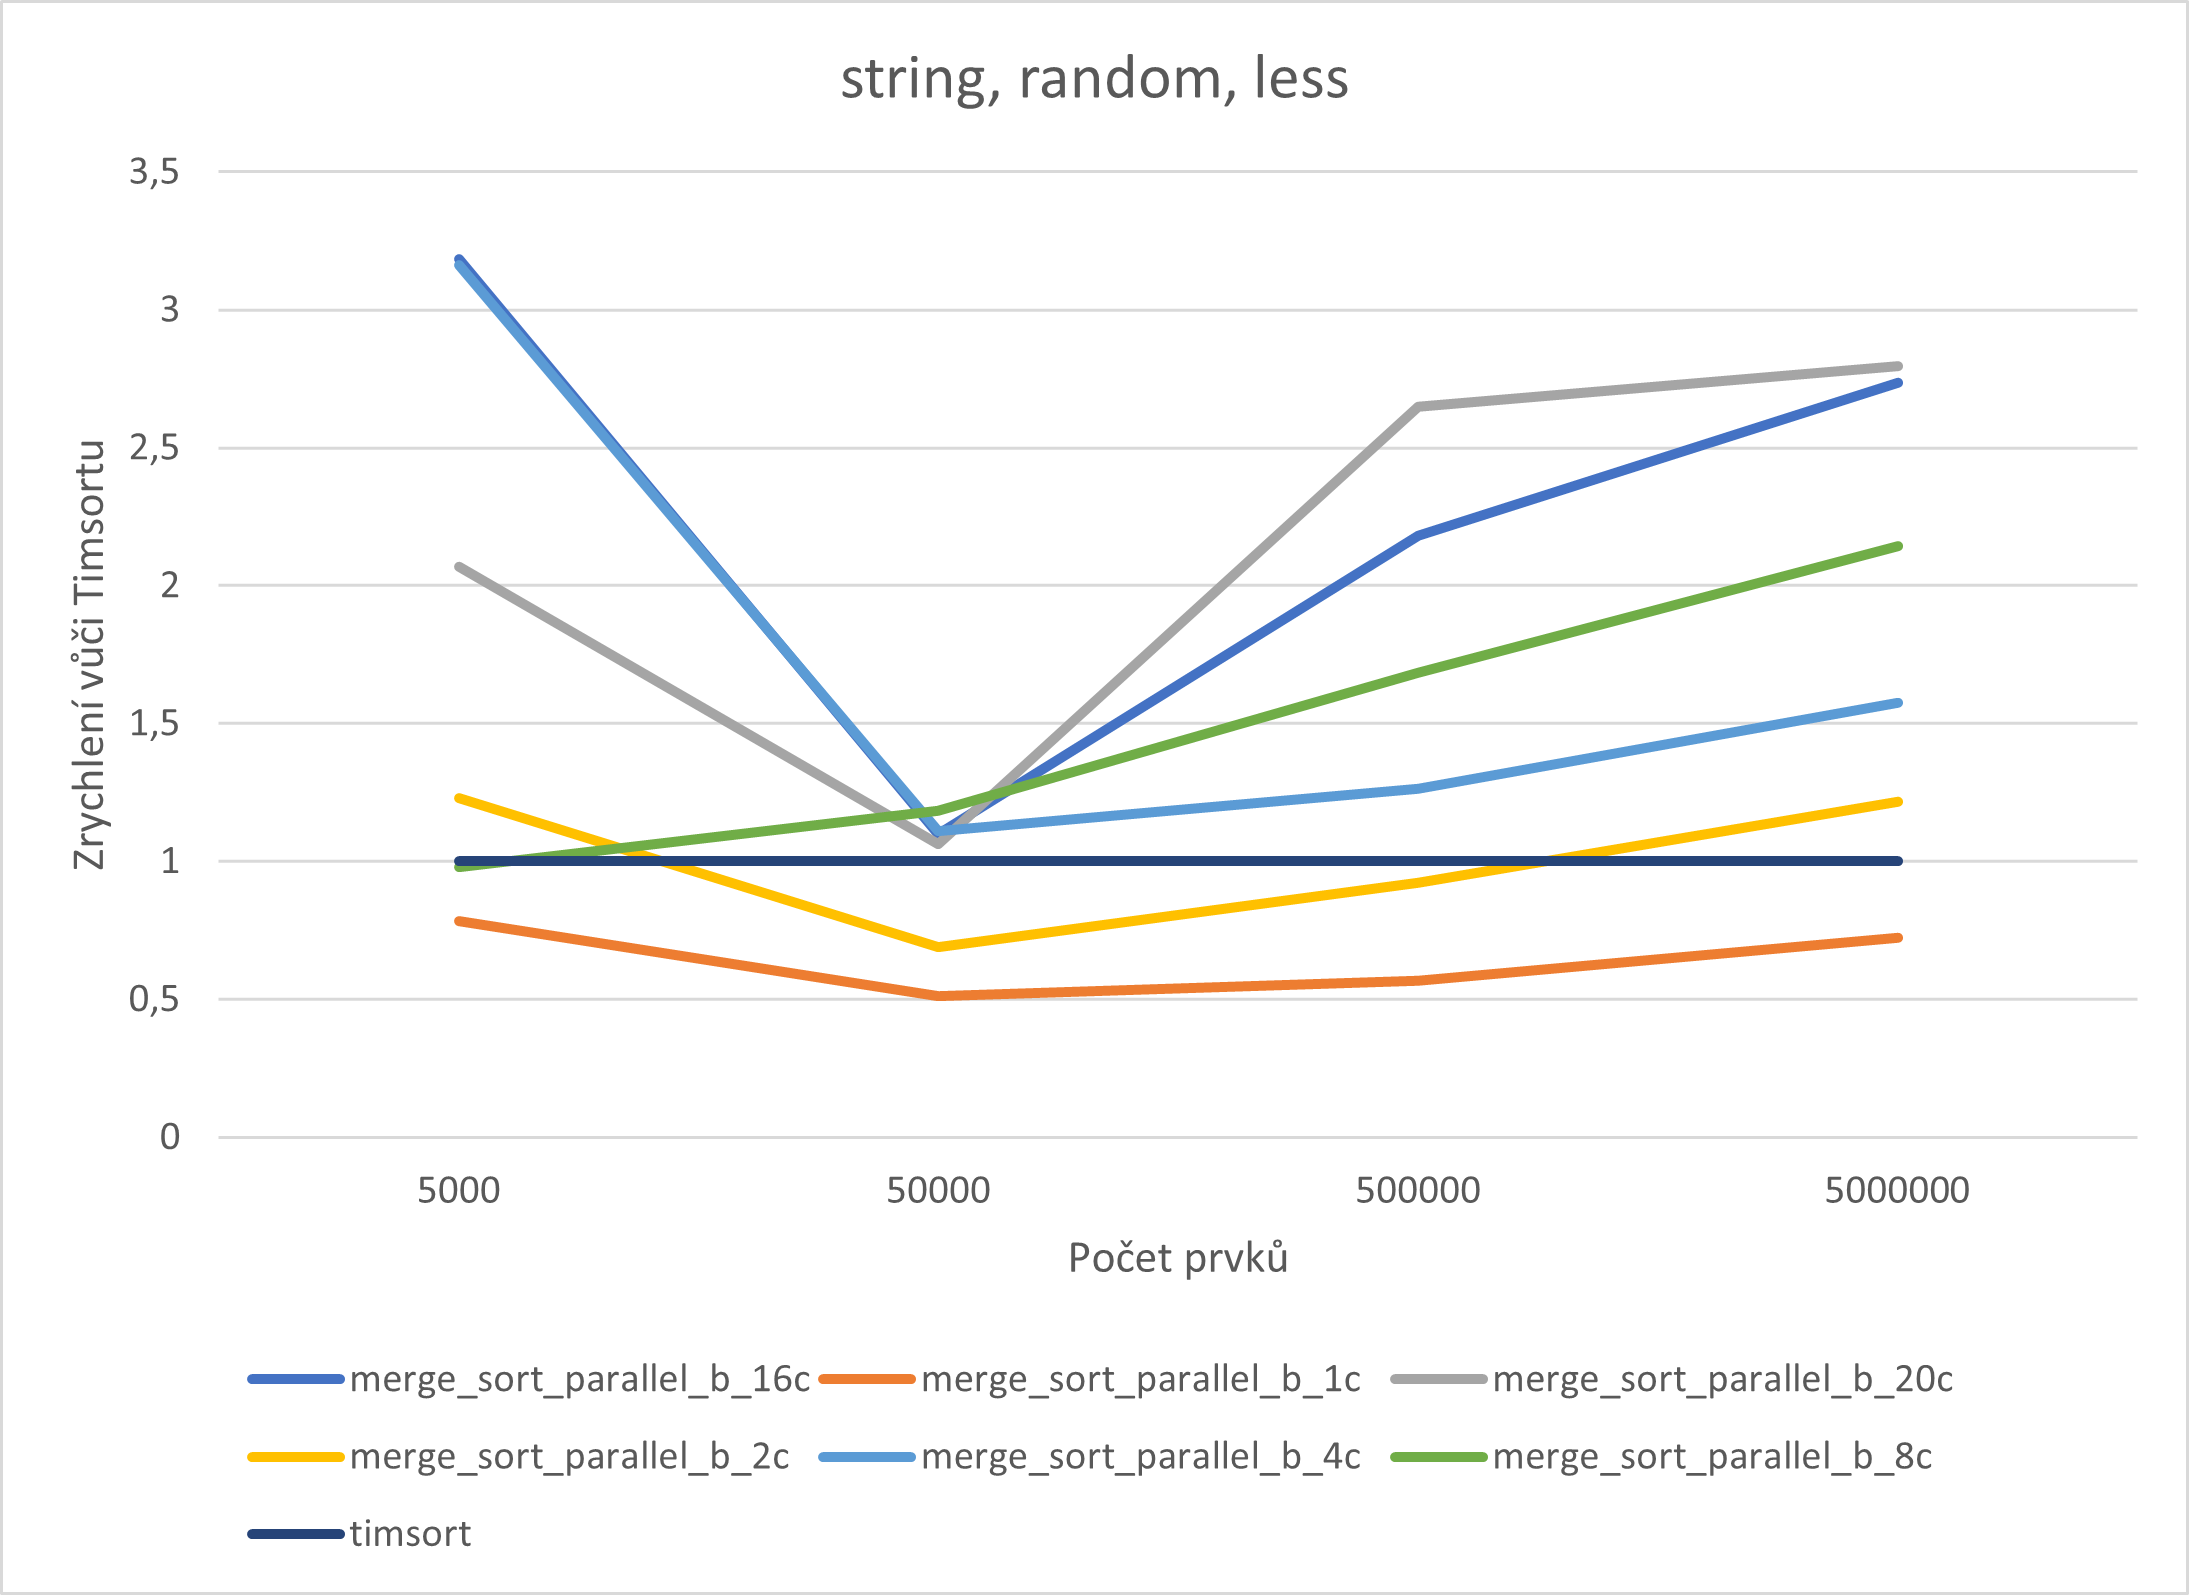 string, random, less
3,5
3
2,5
2
1,5
1
0,5
0
Zrychlení vůči Timsortu
5000 50000 500000 5000000
Počet prvků
merge_sort_parallel_b_16c merge_sort_parallel_b_1c merge_sort_parallel_b_20c
merge_sort_parallel_b_2c merge_sort_parallel_b_4c merge_sort_parallel_b_8c
timsort